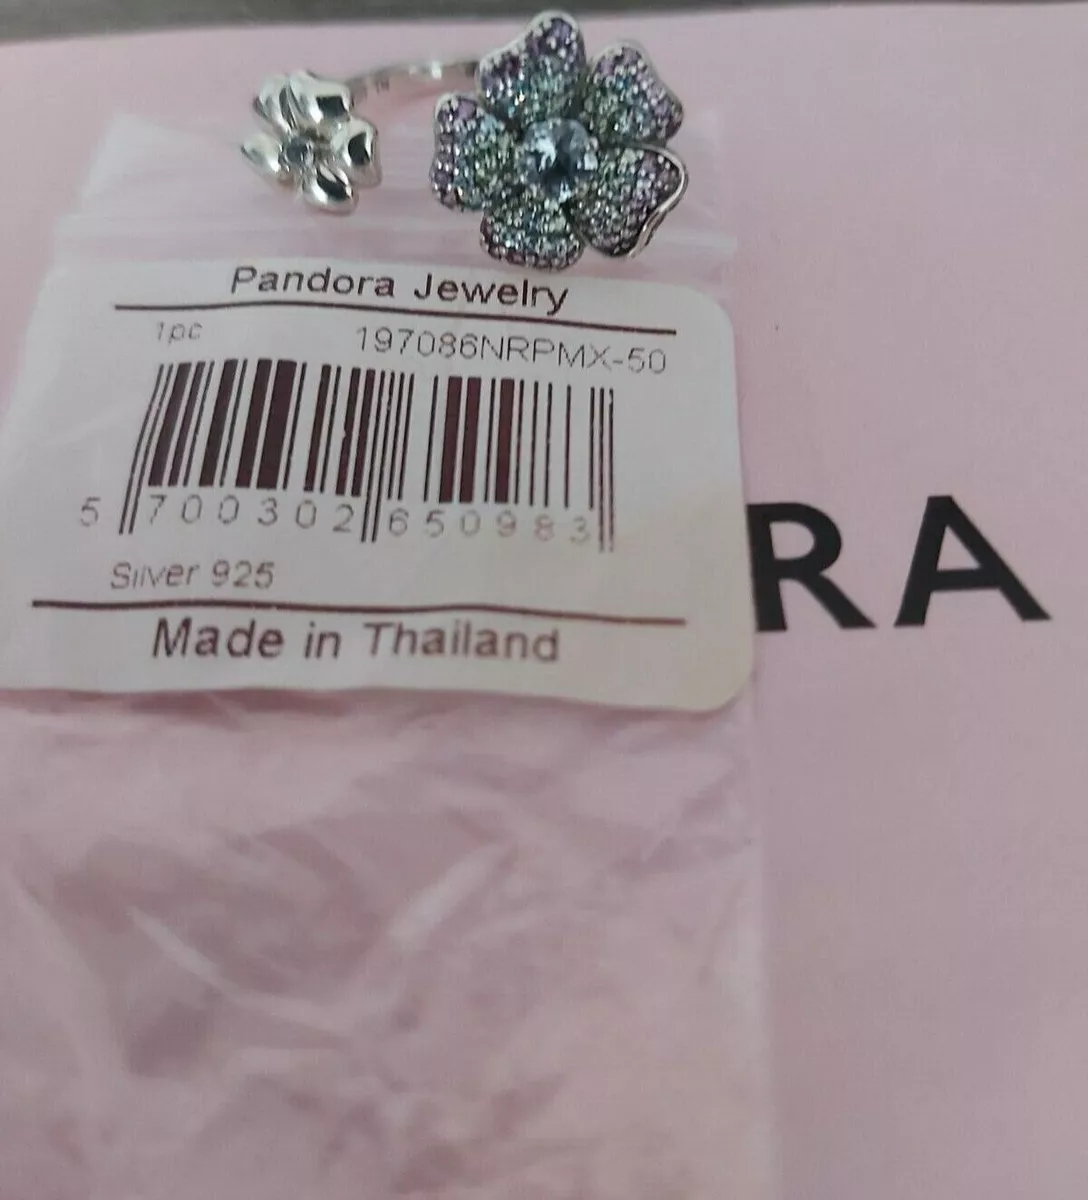 Pandora Jewelry
1pc 197086NRPMX-50
5 700302 650983
Silver 925
Made in Thailand
RA